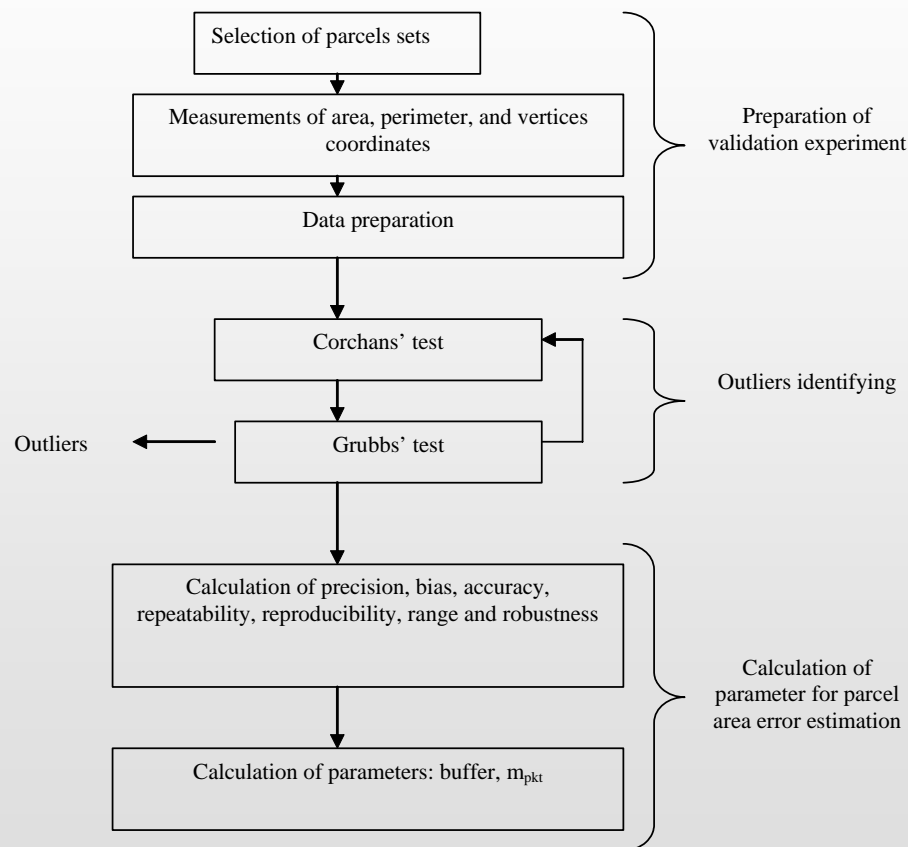 Selection of parcels sets
Measurements of area, perimeter, and vertices
coordinates
Data preparation
Preparation of
validation experiment
Corchans’ test
Grubbs’ test
Outliers
Outliers identifying
Calculation of precision, bias, accuracy,
repeatability, reproducibility, range and robustness
Calculation of parameters: buffer, mpkt
Calculation of
parameter for parcel
area error estimation